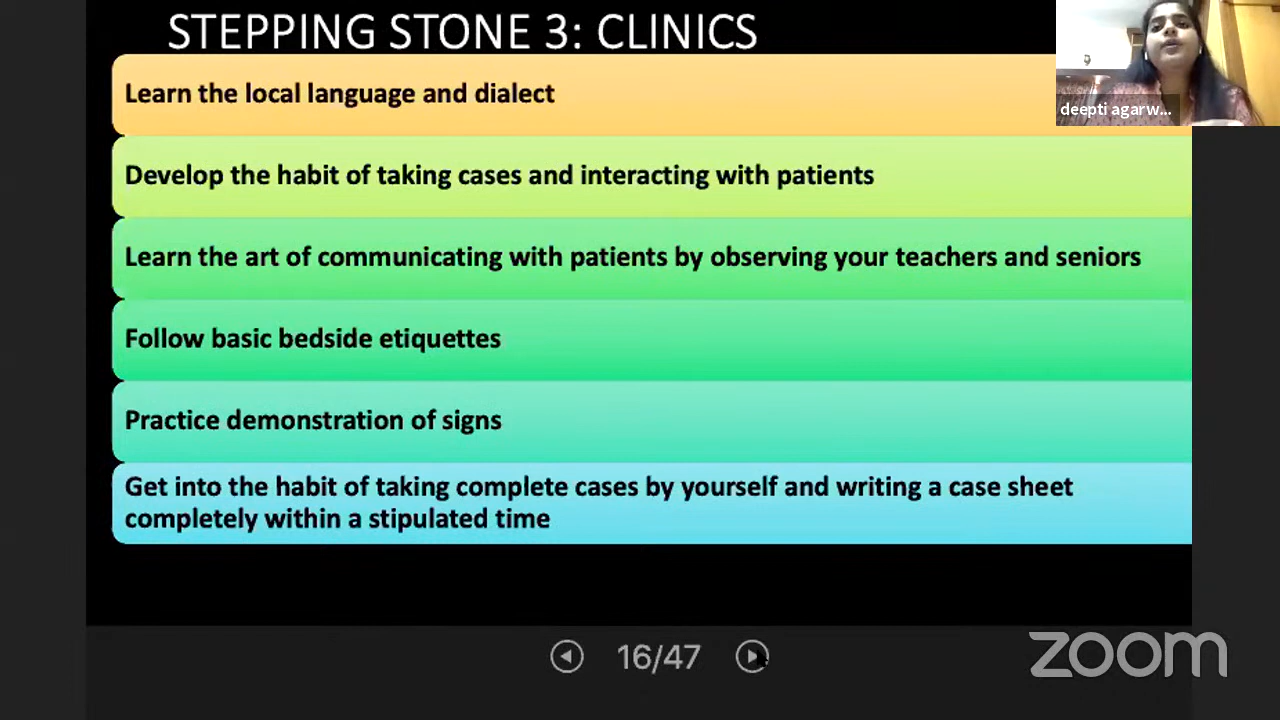 STEPPING STONE 3: CLINICS
Learn the local language and dialect
deepti agarw...
Develop the habit of taking cases and interacting with patients
Learn the art of communicating with patients by observing your teachers and seniors
Follow basic bedside etiquettes
Practice demonstration of signs
Get into the habit of taking complete cases by yourself and writing a case sheet
completely within a stipulated time
16/47
zoom